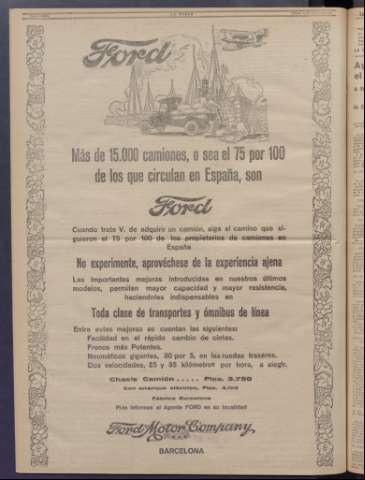 Ford
Más de 15.000 camiones, o sea el 75 por 100
de los que circulan en España, son
Ford
Cuando trate V. de adquirir un camión, siga el camino que si-
guieron el 75 por 100 de los propietarios de camiones en
España
No experimente, aprovéchese de la experiencia ajena
Las importantes mejoras introducidas en nuestros últimos
modelos, permiten mayor capacidad y mayor resistencia,
haciéndoles indispensables en
Toda clase de transportes y ómnibus de línea
Entre estas mejoras se cuentan las siguientes:
Facilidad en el rápido cambio de cintas.
Frenos más Potentes.
Neumáticos gigantes, 30 por 5, en las ruedas traseras.
Dos velocidades, 25 y 35 kilómetros por hora, a elegir.
Chasis Camión . . . . . Ptas. 3.750
Con arranque eléctrico, Ptas.
Fábrica Barcelona
Pida informes al Agente FORD en su localidad
Ford Motor Company
BARCELONA